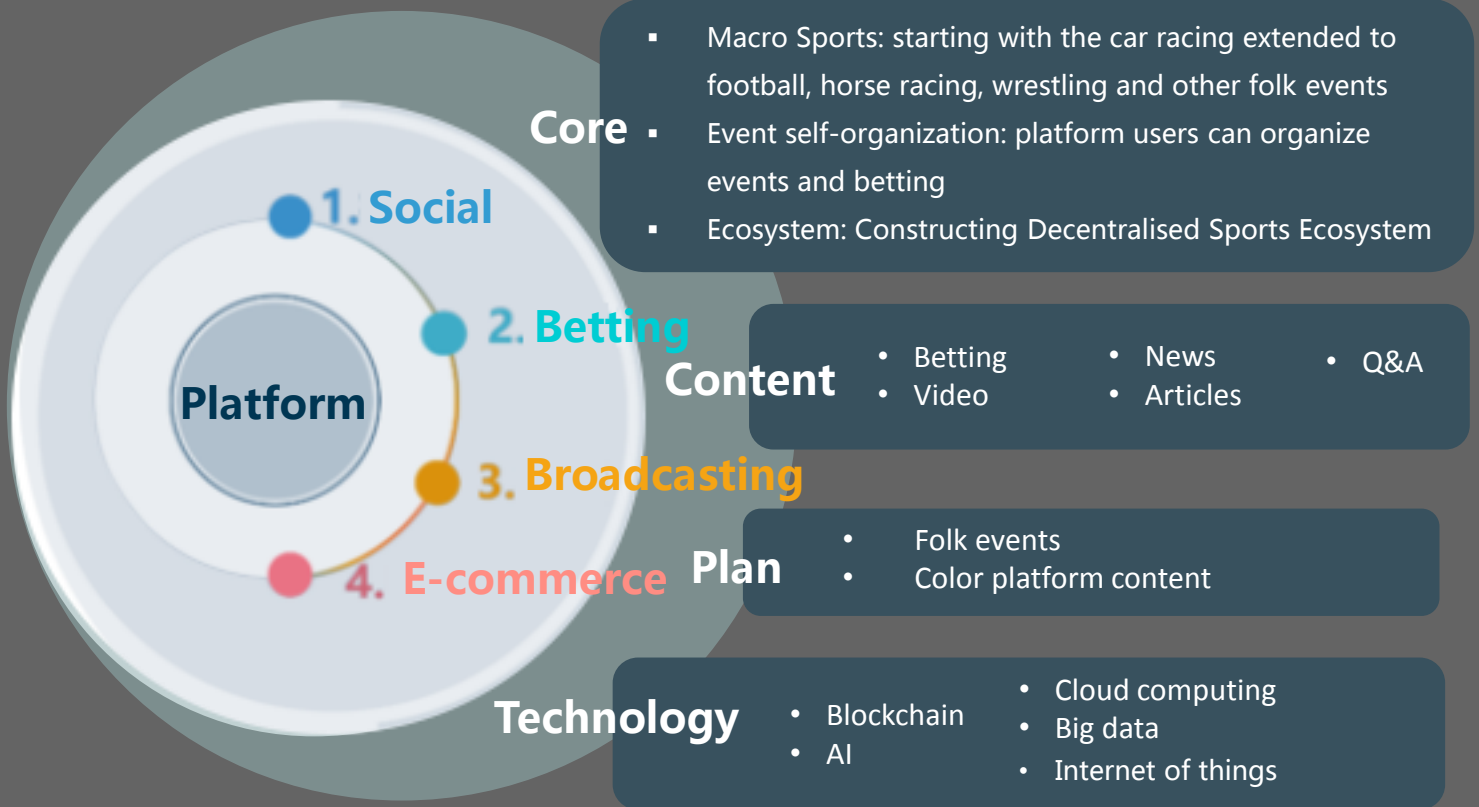 Core
▪ Macro Sports: starting with the car racing extended to
football, horse racing, wrestling and other folk events
▪ Event self-organization: platform users can organize
events and betting
▪ Ecosystem: Constructing Decentralised Sports Ecosystem
Platform
1. Social
2. Betting
3. Broadcasting
4. E-commerce
Content
• Betting
• Video
• News
• Articles
• Q&A
Plan
• Folk events
• Color platform content
Technology
• Blockchain
• AI
• Cloud computing
• Big data
• Internet of things